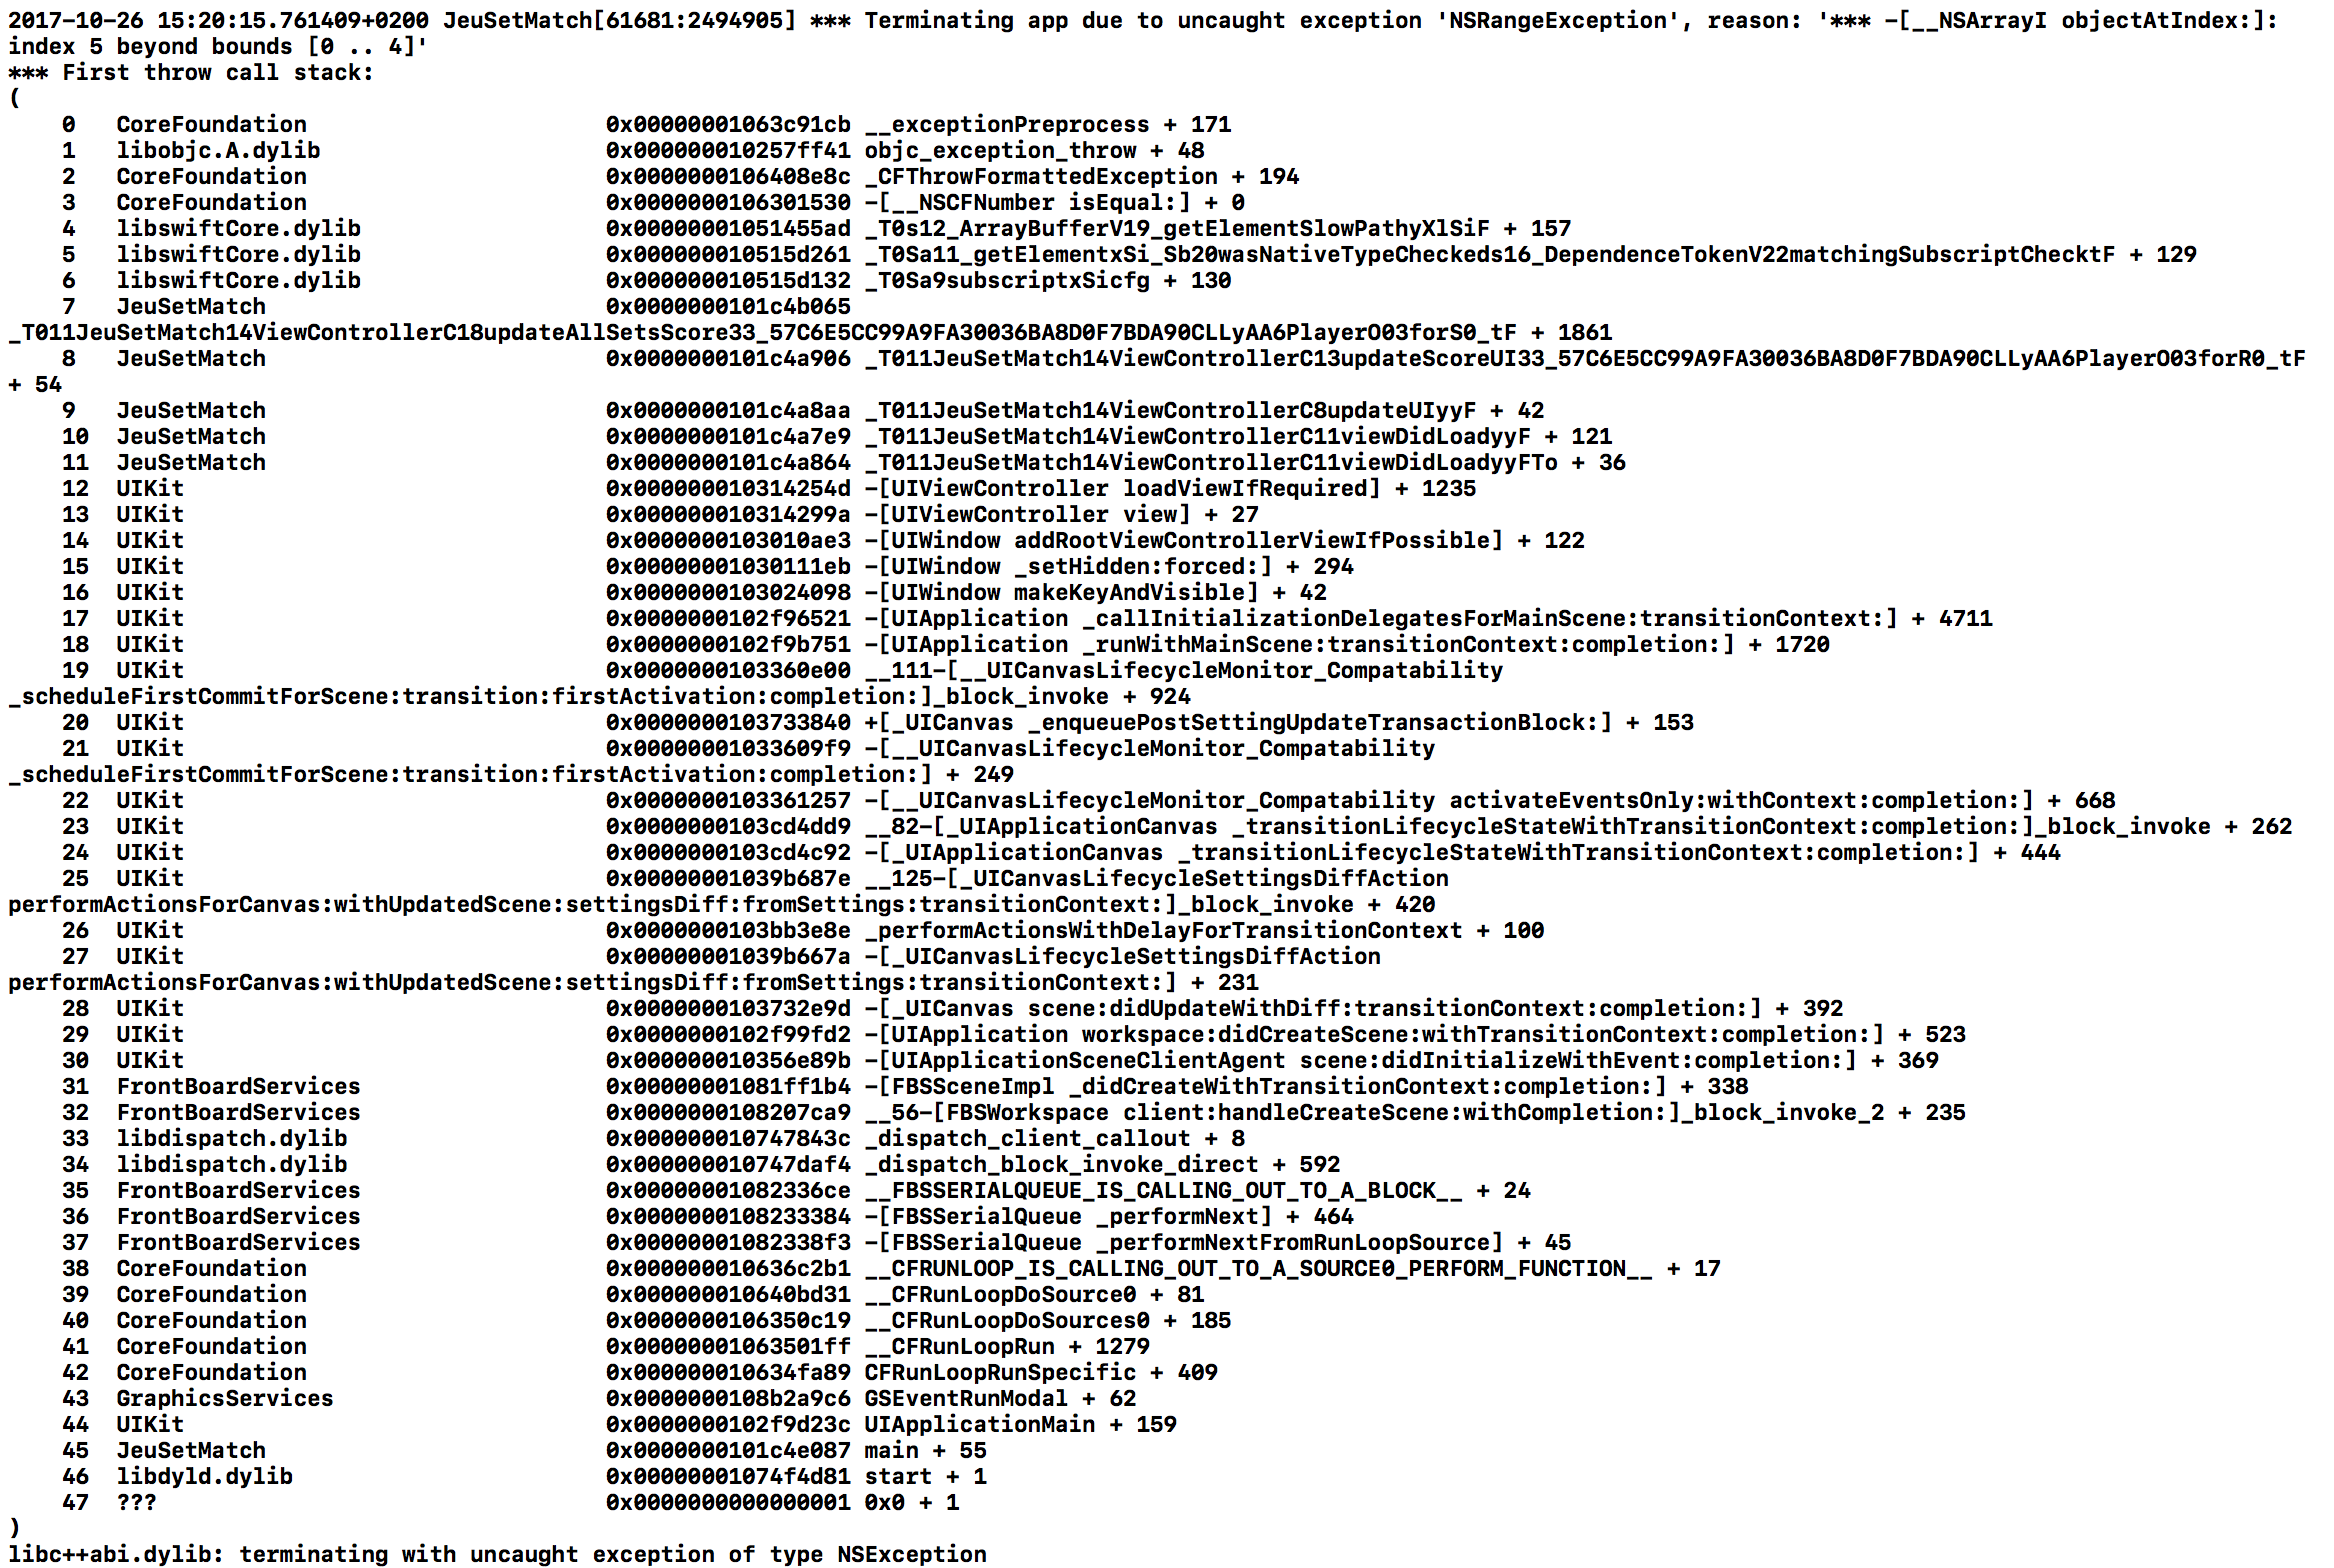 2017-10-26 15:20:15.761409+0200 JeuSetMatch[61681:2494905] *** Terminating app due to uncaught exception 'NSRangeException', reason: '*** -[__NSArrayI objectAtIndex:]:
index 5 beyond bounds [0 .. 4]'
*** First throw call stack:
(
0 CoreFoundation 0x00000001063c91cb __exceptionPreprocess + 171
1 libobjc.A.dylib 0x000000010257ff41 objc_exception_throw + 48
2 CoreFoundation 0x0000000106408e8c _CFThrowFormattedException + 194
3 CoreFoundation 0x0000000106301530 -[__NSCFNumber isEqual:] + 0
4 libswiftCore.dylib 0x00000001051455ad _T0s12_ArrayBufferV19_getElementSlowPathyXlSiF + 157
5 libswiftCore.dylib 0x000000010515d261 _T0Sa11_getElementxSi_Sb20wasNativeTypeCheckeds16_DependenceTokenV22matchingSubscriptChecktF + 129
6 libswiftCore.dylib 0x000000010515d132 _T0Sa9subscriptxSicfg + 130
7 JeuSetMatch 0x0000000101c4b065
_T011JeuSetMatch14ViewControllerC18updateAllSetsScore33_57C6E5CC99A9FA30036BA8D0F7BDA90CLLyAA6PlayerO03forS0_tF + 1861
8 JeuSetMatch 0x0000000101c4a906 _T011JeuSetMatch14ViewControllerC13updateScoreUI33_57C6E5CC99A9FA30036BA8D0F7BDA90CLLyAA6PlayerO03forR0_tF
+ 54
9 JeuSetMatch 0x0000000101c4a8aa _T011JeuSetMatch14ViewControllerC8updateUIyyF + 42
10 JeuSetMatch 0x0000000101c4a7e9 _T011JeuSetMatch14ViewControllerC11viewDidLoadyyF + 121
11 JeuSetMatch 0x0000000101c4a864 _T011JeuSetMatch14ViewControllerC11viewDidLoadyyFTo + 36
12 UIKit 0x000000010314254d -[UIViewController loadViewIfRequired] + 1235
13 UIKit 0x000000010314299a -[UIViewController view] + 27
14 UIKit 0x0000000103010ae3 -[UIWindow addRootViewControllerViewIfPossible] + 122
15 UIKit 0x00000001030111eb -[UIWindow _setHidden:forced:] + 294
16 UIKit 0x0000000103024098 -[UIWindow makeKeyAndVisible] + 42
17 UIKit 0x0000000102f96521 -[UIApplication _callInitializationDelegatesForMainScene:transitionContext:] + 4711
18 UIKit 0x0000000102f9b751 -[UIApplication _runWithMainScene:transitionContext:completion:] + 1720
19 UIKit 0x0000000103360e00 __111-[__UICanvasLifecycleMonitor_Compatability
_scheduleFirstCommitForScene:transition:firstActivation:completion:]_block_invoke + 924
20 UIKit 0x0000000103733840 +[_UICanvas _enqueuePostSettingUpdateTransactionBlock:] + 153
21 UIKit 0x00000001033609f9 -[__UICanvasLifecycleMonitor_Compatability
_scheduleFirstCommitForScene:transition:firstActivation:completion:] + 249
22 UIKit 0x0000000103361257 -[__UICanvasLifecycleMonitor_Compatability activateEventsOnly:withContext:completion:] + 668
23 UIKit 0x0000000103cd4dd9 __82-[_UIApplicationCanvas _transitionLifecycleStateWithTransitionContext:completion:]_block_invoke + 262
24 UIKit 0x0000000103cd4c92 -[_UIApplicationCanvas _transitionLifecycleStateWithTransitionContext:completion:] + 444
25 UIKit 0x00000001039b687e __125-[_UICanvasLifecycleSettingsDiffAction
performActionsForCanvas:withUpdatedScene:settingsDiff:fromSettings:transitionContext:]_block_invoke + 420
26 UIKit 0x0000000103bb3e8e _performActionsWithDelayForTransitionContext + 100
27 UIKit 0x00000001039b667a -[_UICanvasLifecycleSettingsDiffAction
performActionsForCanvas:withUpdatedScene:settingsDiff:fromSettings:transitionContext:] + 231
28 UIKit 0x0000000103732e9d -[_UICanvas scene:didUpdateWithDiff:transitionContext:completion:] + 392
29 UIKit 0x0000000102f99fd2 -[UIApplication workspace:didCreateScene:withTransitionContext:completion:] + 523
30 UIKit 0x000000010356e89b -[UIApplicationSceneClientAgent scene:didInitializeWithEvent:completion:] + 369
31 FrontBoardServices 0x00000001081ff1b4 -[FBSSceneImpl _didCreateWithTransitionContext:completion:] + 338
32 FrontBoardServices 0x0000000108207ca9 __56-[FBSWorkspace client:handleCreateScene:withCompletion:]_block_invoke_2 + 235
33 libdispatch.dylib 0x000000010747843c _dispatch_client_callout + 8
34 libdispatch.dylib 0x000000010747daf4 _dispatch_block_invoke_direct + 592
35 FrontBoardServices 0x00000001082336ce __FBSSERIALQUEUE_IS_CALLING_OUT_TO_A_BLOCK__ + 24
36 FrontBoardServices 0x0000000108233384 -[FBSSerialQueue _performNext] + 464
37 FrontBoardServices 0x00000001082338f3 -[FBSSerialQueue _performNextFromRunLoopSource] + 45
38 CoreFoundation 0x000000010636c2b1 __CFRUNLOOP_IS_CALLING_OUT_TO_A_SOURCE0_PERFORM_FUNCTION__ + 17
39 CoreFoundation 0x000000010640bd31 __CFRunLoopDoSource0 + 81
40 CoreFoundation 0x0000000106350c19 __CFRunLoopDoSources0 + 185
41 CoreFoundation 0x00000001063501ff __CFRunLoopRun + 1279
42 CoreFoundation 0x000000010634fa89 CFRunLoopRunSpecific + 409
43 GraphicsServices 0x0000000108b2a9c6 GSEventRunModal + 62
44 UIKit 0x0000000102f9d23c UIApplicationMain + 159
45 JeuSetMatch 0x0000000101c4e087 main + 55
46 libdyld.dylib 0x00000001074f4d81 start + 1
47 ??? 0x0000000000000001 0x0 + 1
)
libc++abi.dylib: terminating with uncaught exception of type NSException